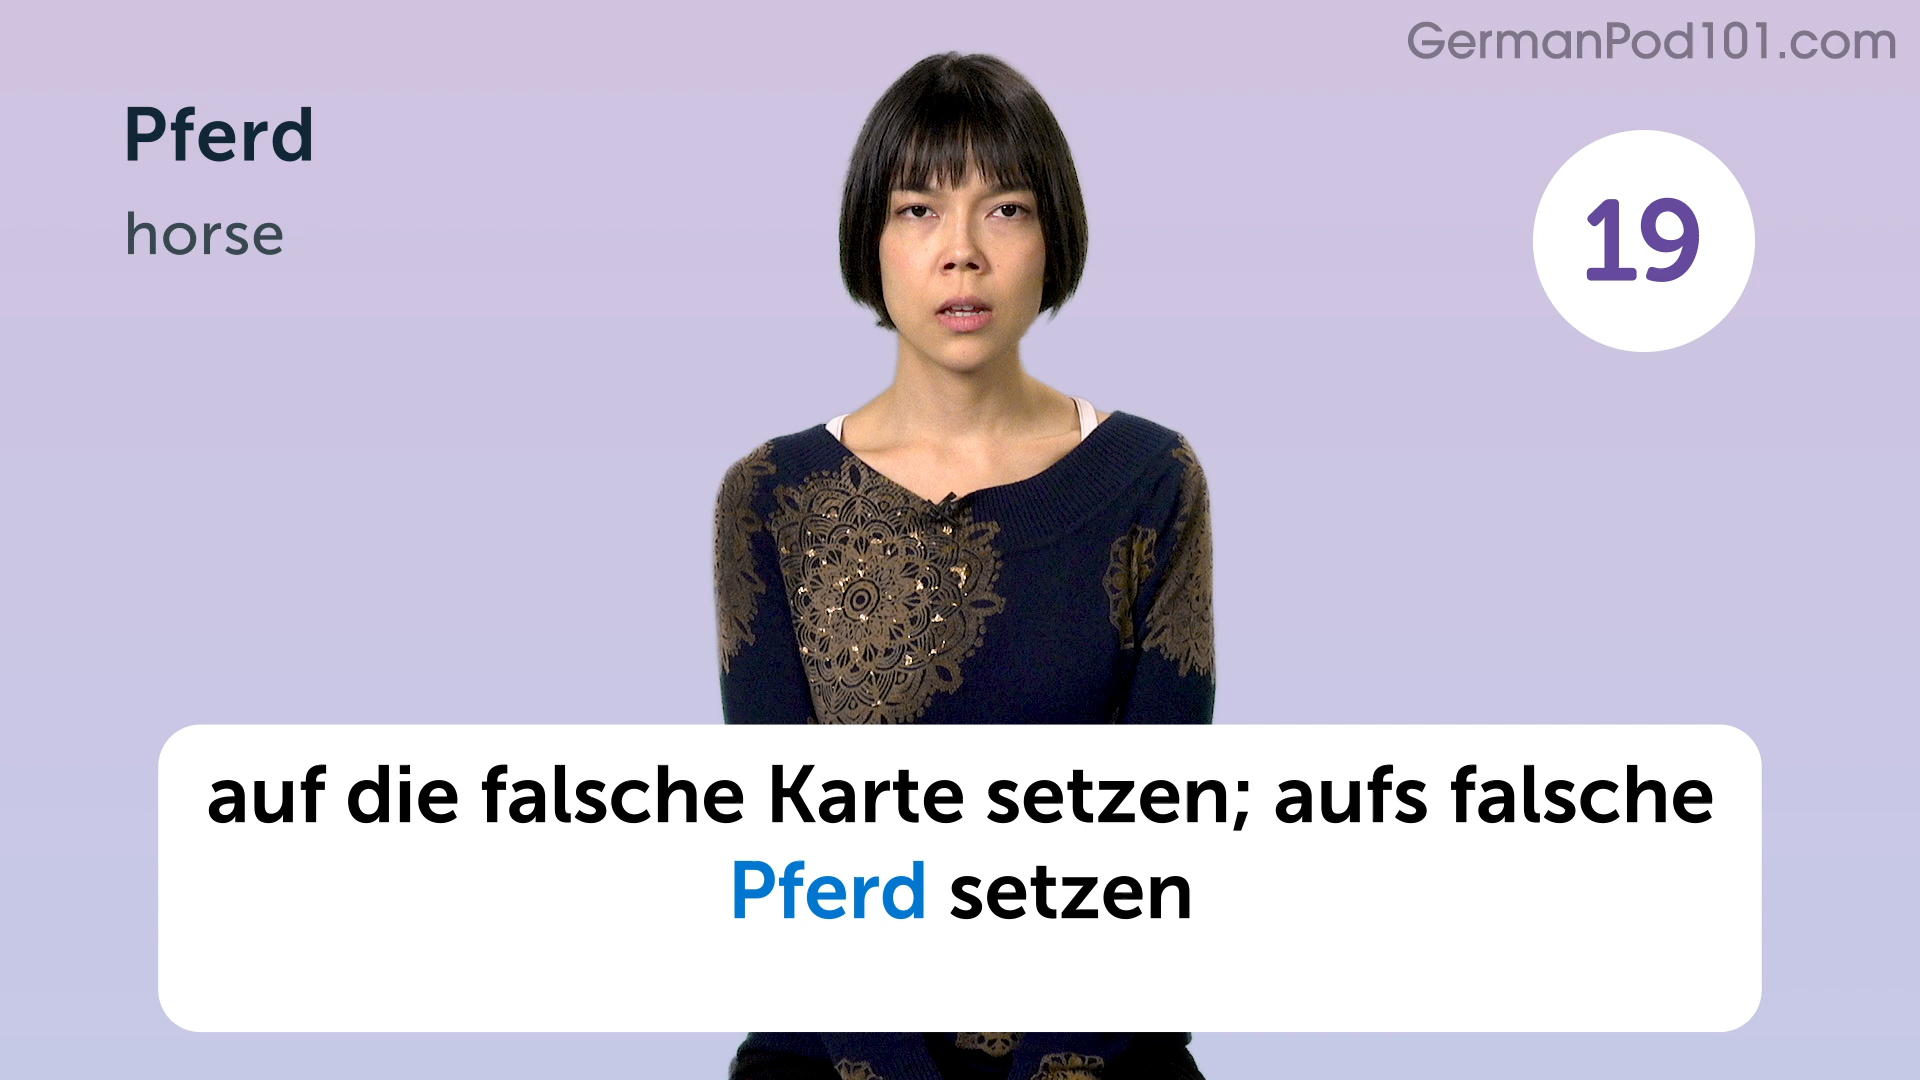 GermanPod101.com
Pferd
horse
19
auf die falsche Karte setzen; aufs falsche
Pferd setzen